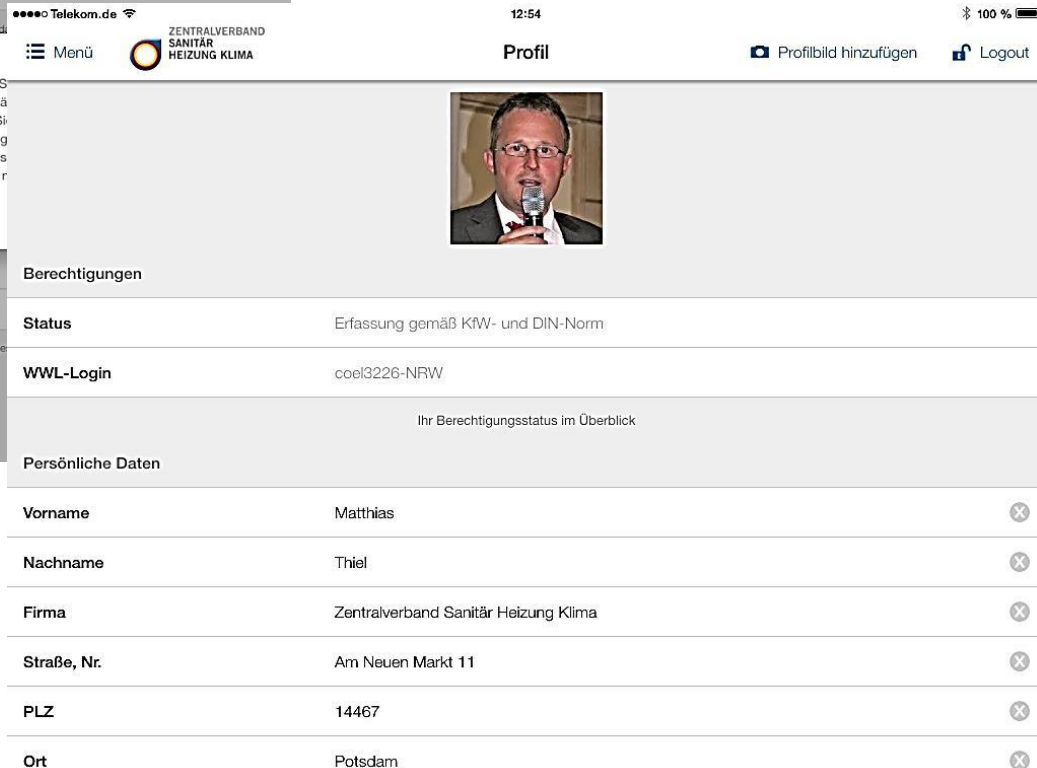 Telekom.de
12:54
100 %
Menü
ZENTRALVERBAND
SANITÄR
HEIZUNG KLIMA
Profil
Profilbild hinzufügen
Logout
Berechtigungen
Status Erfassung gemäß KfW- und DIN-Norm
WWL-Login coel3226-NRW
Ihr Berechtigungsstatus im Überblick
Persönliche Daten
Vorname Matthias
Nachname Thiel
Firma Zentralverband Sanitär Heizung Klima
Straße, Nr. Am Neuen Markt 11
PLZ 14467
Ort Potsdam